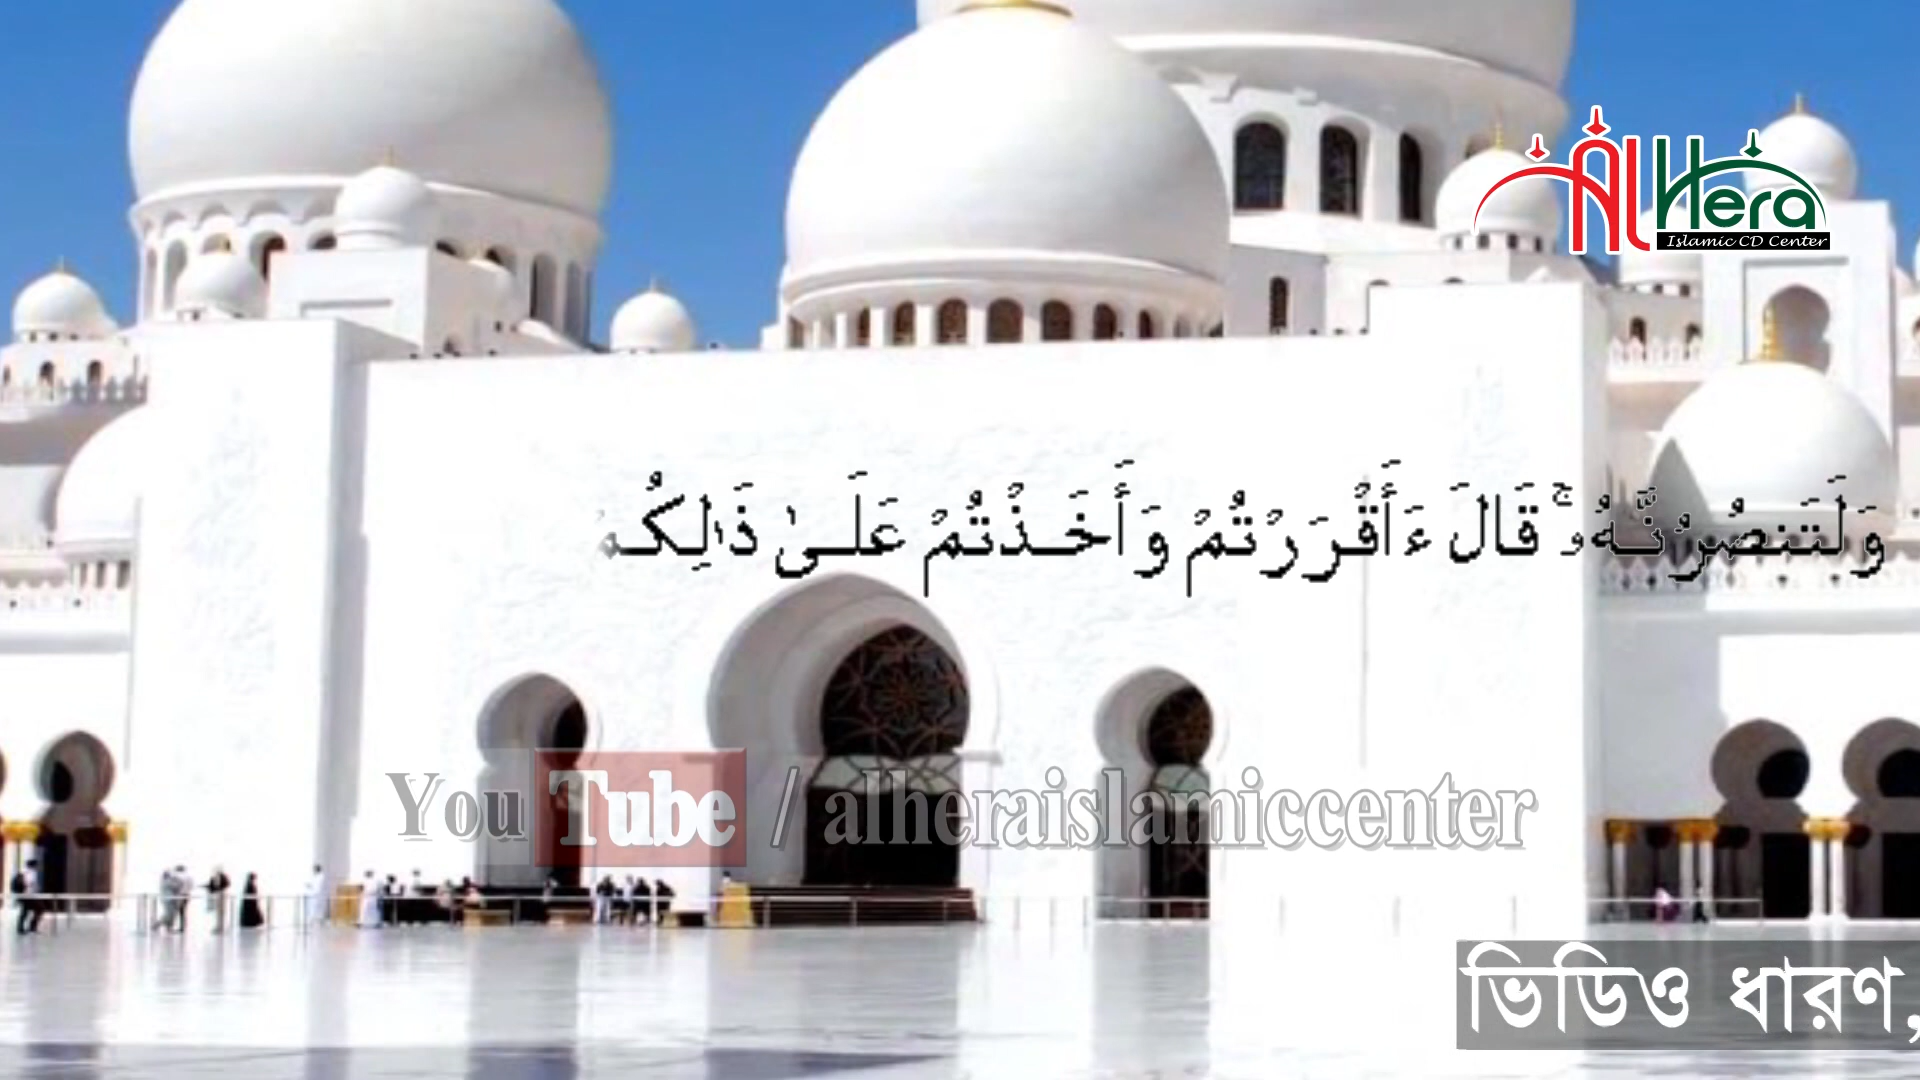 AlHera
Islamic CD Center
وَلَتَنصُرُنَّهُۥ ۚ قَالَ ءَأَقْرَرْتُمْ وَأَخَذْتُمْ عَلَىٰ ذَٰلِكُمْ
YouTube / alheraislamiccenter
ভিডিও ধারণ,